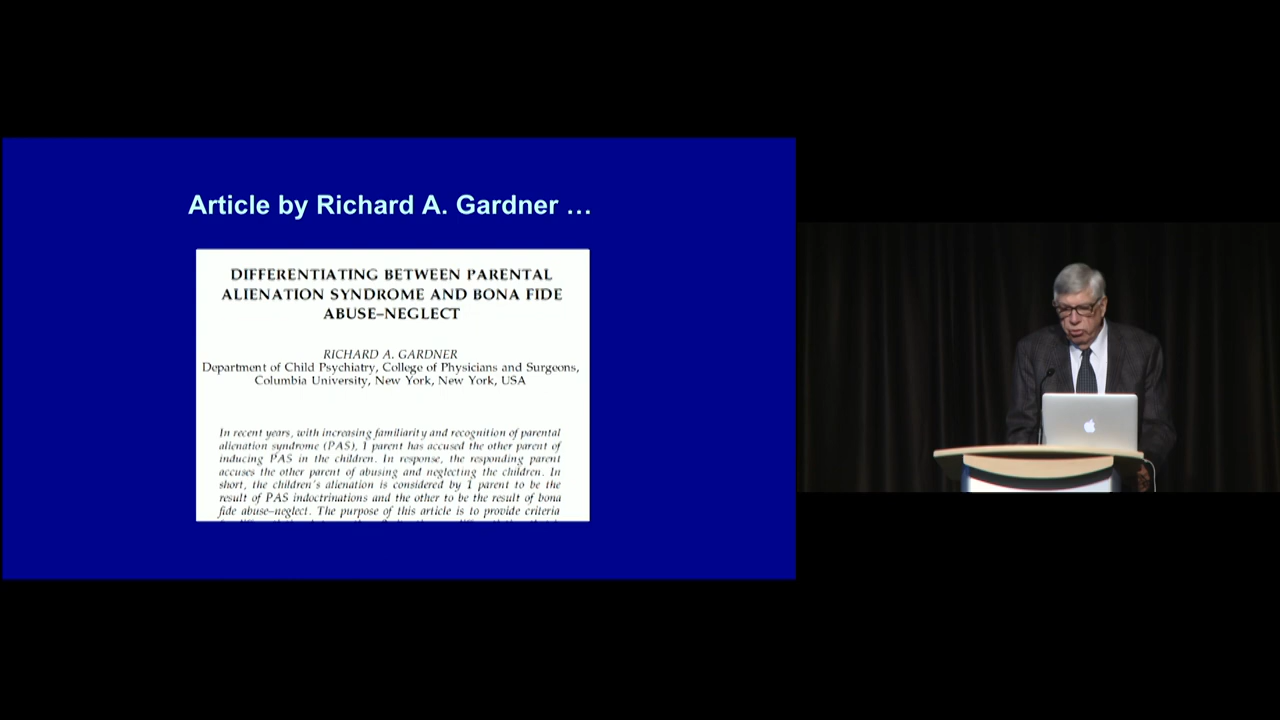 Article by Richard A. Gardner …
DIFFERENTIATING BETWEEN PARENTAL
ALIENATION SYNDROME AND BONA FIDE
ABUSE–NEGLECT
RICHARD A. GARDNER
Department of Child Psychiatry, College of Physicians and Surgeons,
Columbia University, New York, New York, USA
In recent years, with increasing familiarity and recognition of parental
alienation syndrome (PAS), 1 parent has accused the other parent of
inducing PAS in the children. In response, the responding parent
accuses the other parent of abusing and neglecting the children. In
short, the children's alienation is considered by 1 parent to be the
result of PAS indoctrinations and the other to be the result of bona
fide abuse–neglect. The purpose of this article is to provide criteria